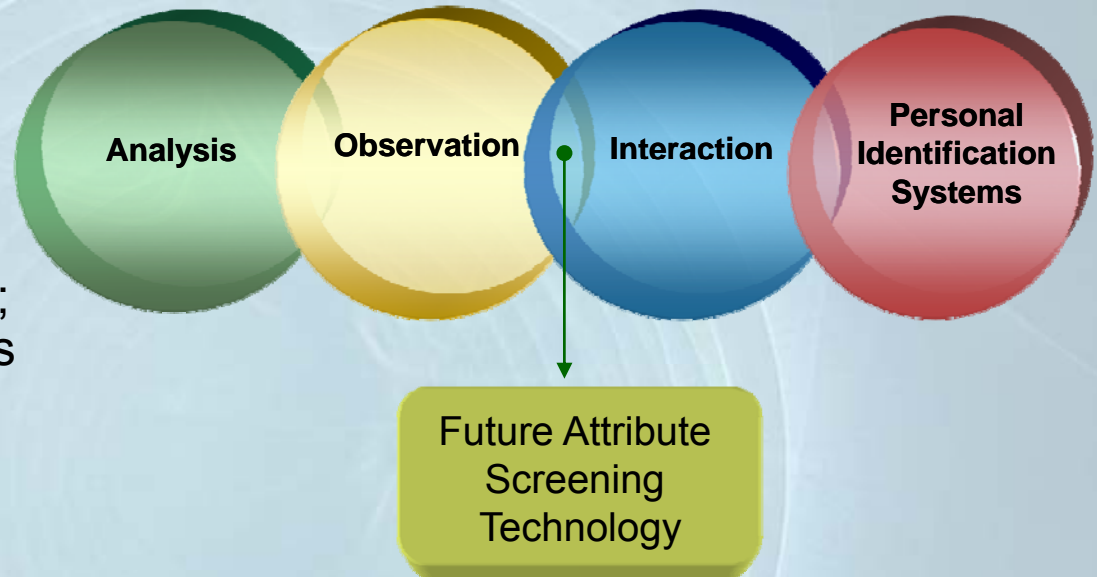 Analysis
Observation
Interaction
Personal
Identification
Systems
;
s
Future Attribute
Screening
Technology